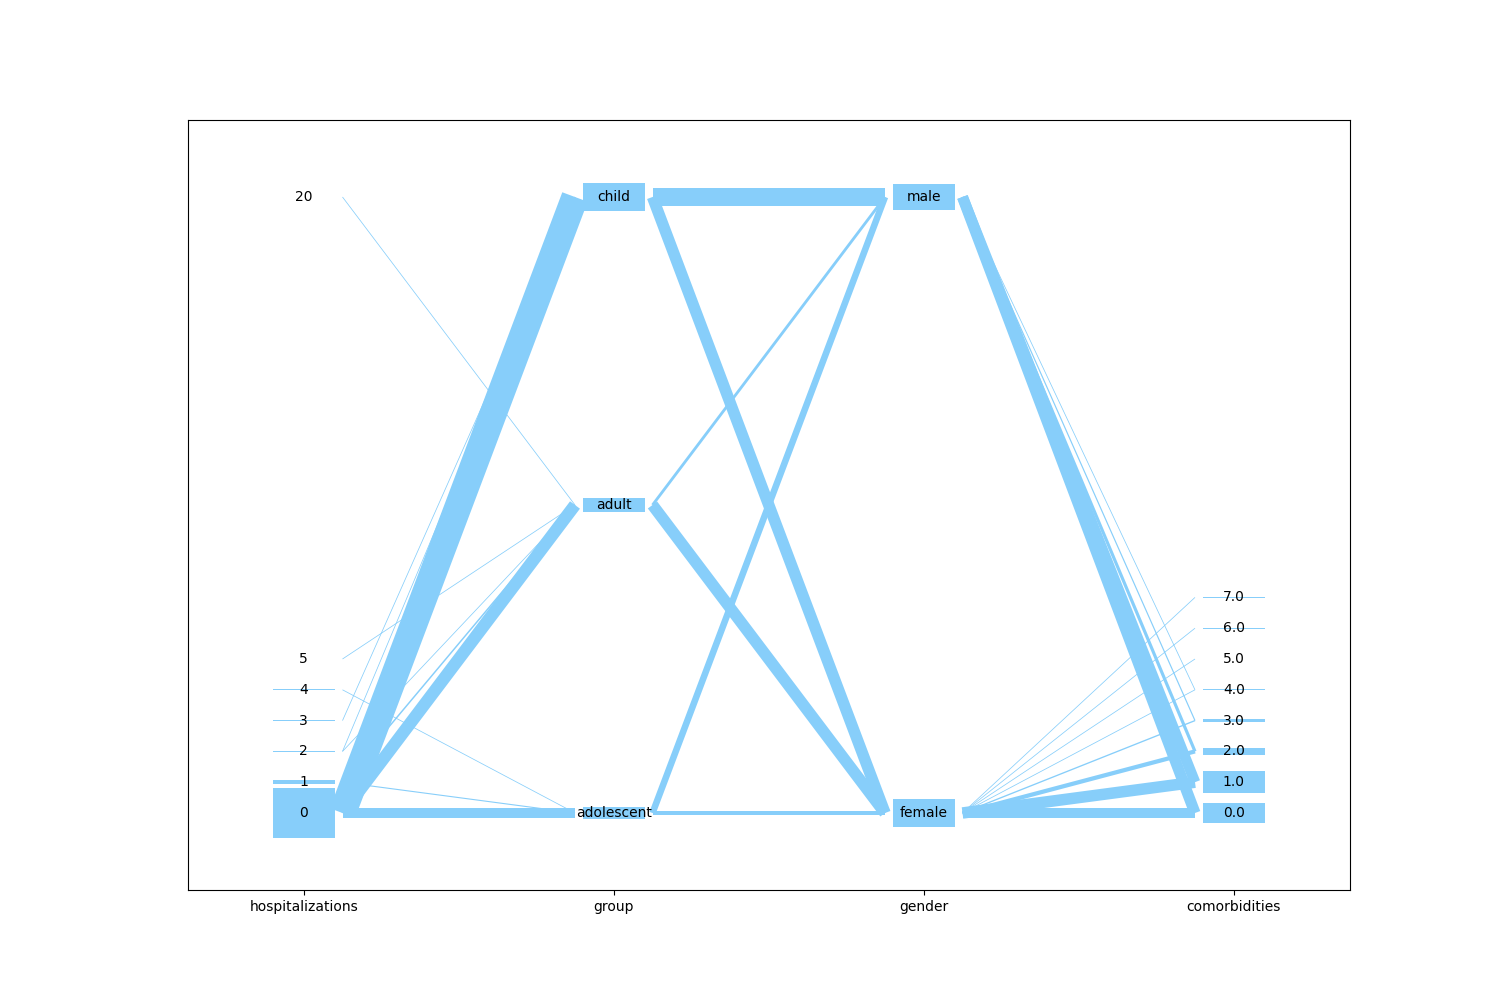 20
child
male
adult
7.0
6.0
5
5.0
4
4.0
3
3.0
2
2.0
1
1.0
0
adolescent
female
0.0
hospitalizations
group
gender
comorbidities